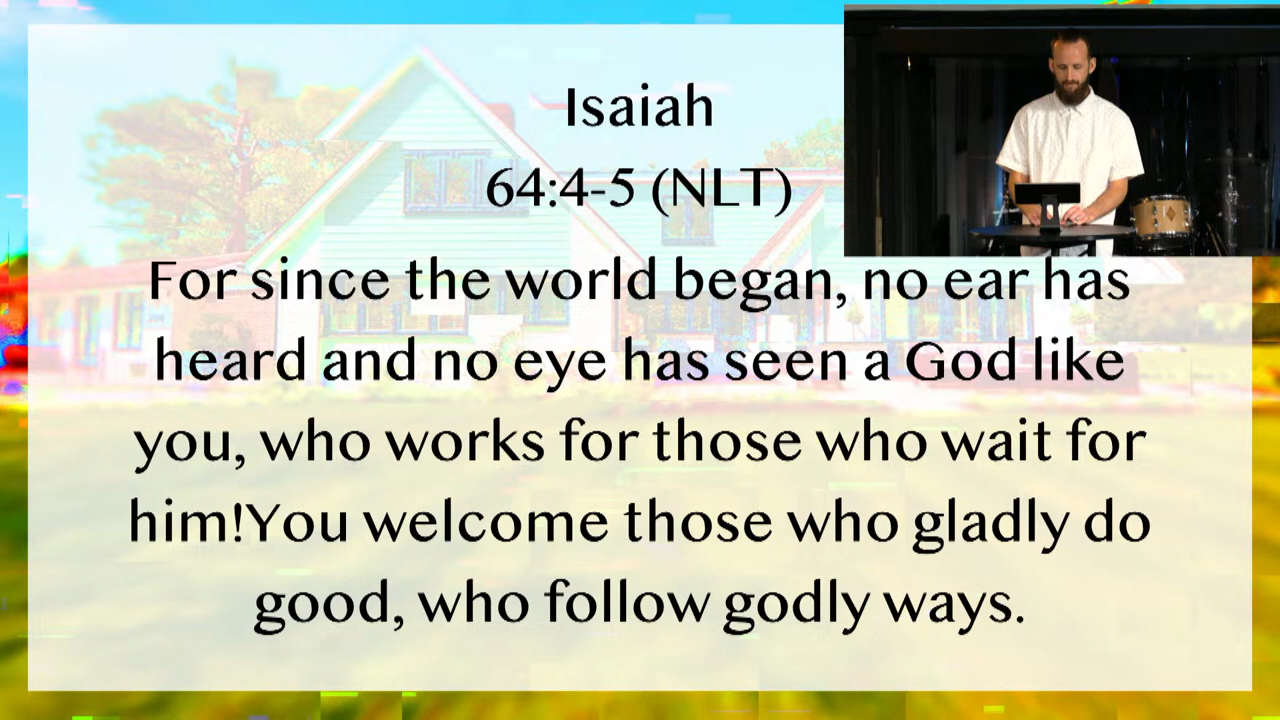 Isaiah
64:4-5 (NLT)
For since the world began, no ear has
heard and no eye has seen a God like
you, who works for those who wait for
him!You welcome those who gladly do
good, who follow godly ways.